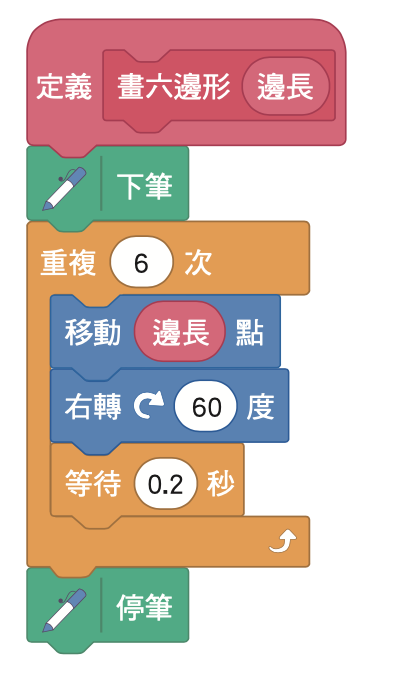 定義 畫六邊形 邊長
下筆
重複 6 次
移動 邊長 點
右轉 60 度
等待 0.2 秒
停筆